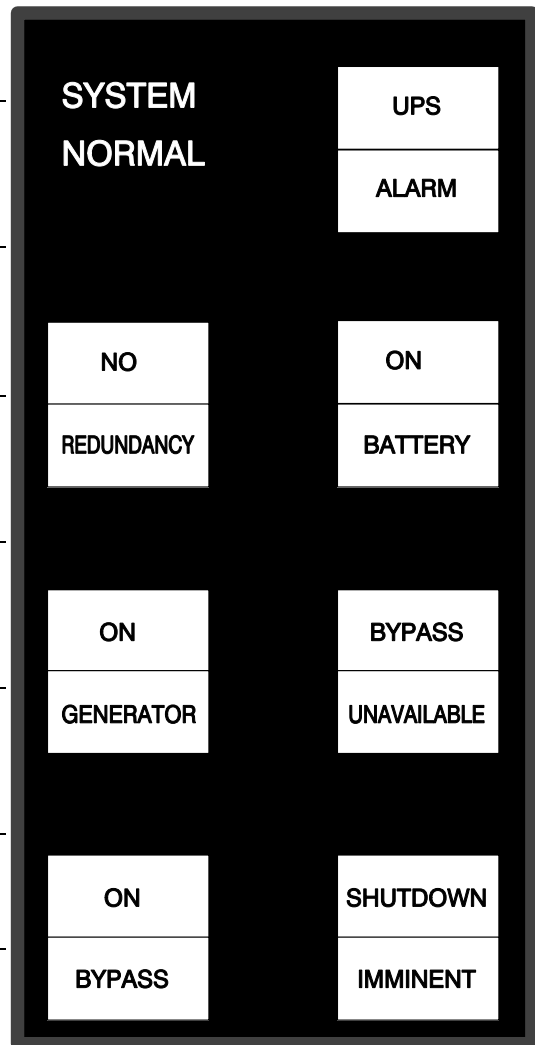 SYSTEM
NORMAL
UPS
ALARM
NO
REDUNDANCY
ON
BATTERY
ON
GENERATOR
BYPASS
UNAVAILABLE
ON
BYPASS
SHUTDOWN
IMMINENT